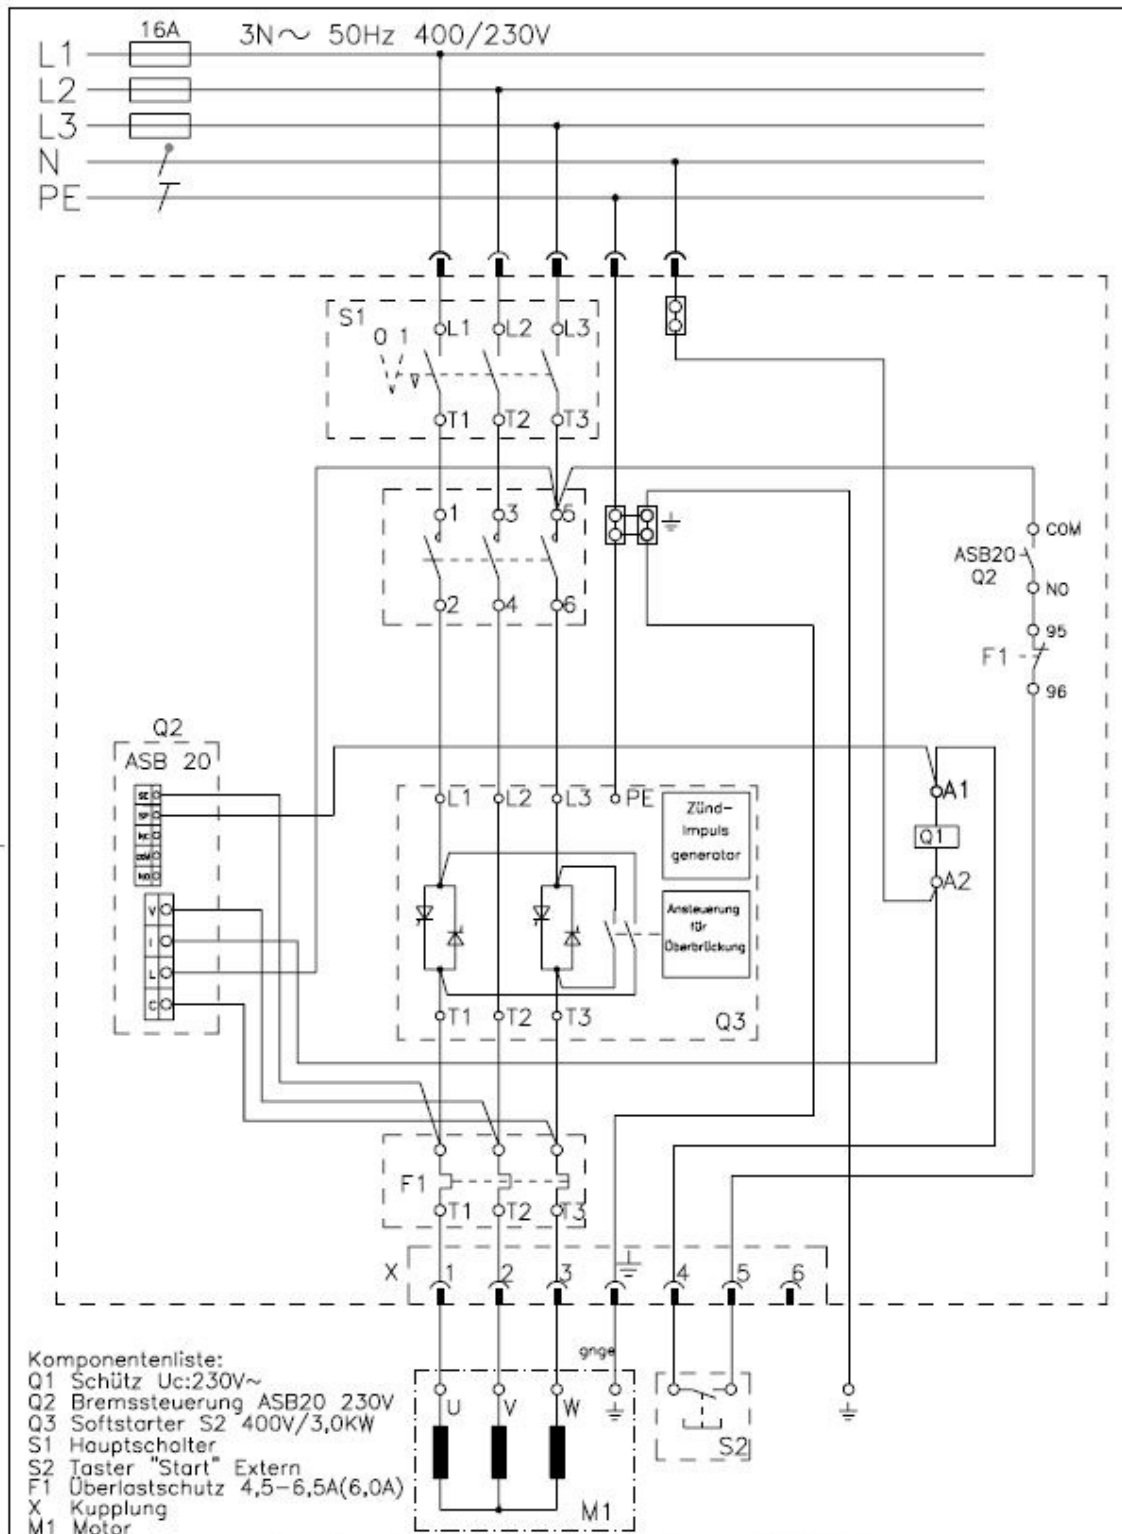 16A 3N~ 50Hz 400/230V
L1
L2
L3
N
PE
S1
0 1
L1 L2 L3
T1 T2 T3
1 3 5
2 4 6
COM
ASB20
Q2
NO
95
F1
96
Q2
ASB 20
SE
SP
NC
COM
NO
V
I
L
C
L1 L2 L3 PE
Zünd-
impuls
generator
Ansteuerung
für
Überbrückung
T1 T2 T3
Q3
A1
Q1
A2
F1
T1 T2 T3
X 1 2 3 4 5 6
gnge
U V W
M1
S2
Komponentenliste:
Q1 Schütz Uc:230V~
Q2 Bremssteuerung ASB20 230V
Q3 Softstarter S2 400V/3,0KW
S1 Hauptschalter
S2 Taster "Start" Extern
F1 Überlastschutz 4,5-6,5A(6,0A)
X Kupplung
M1 Motor